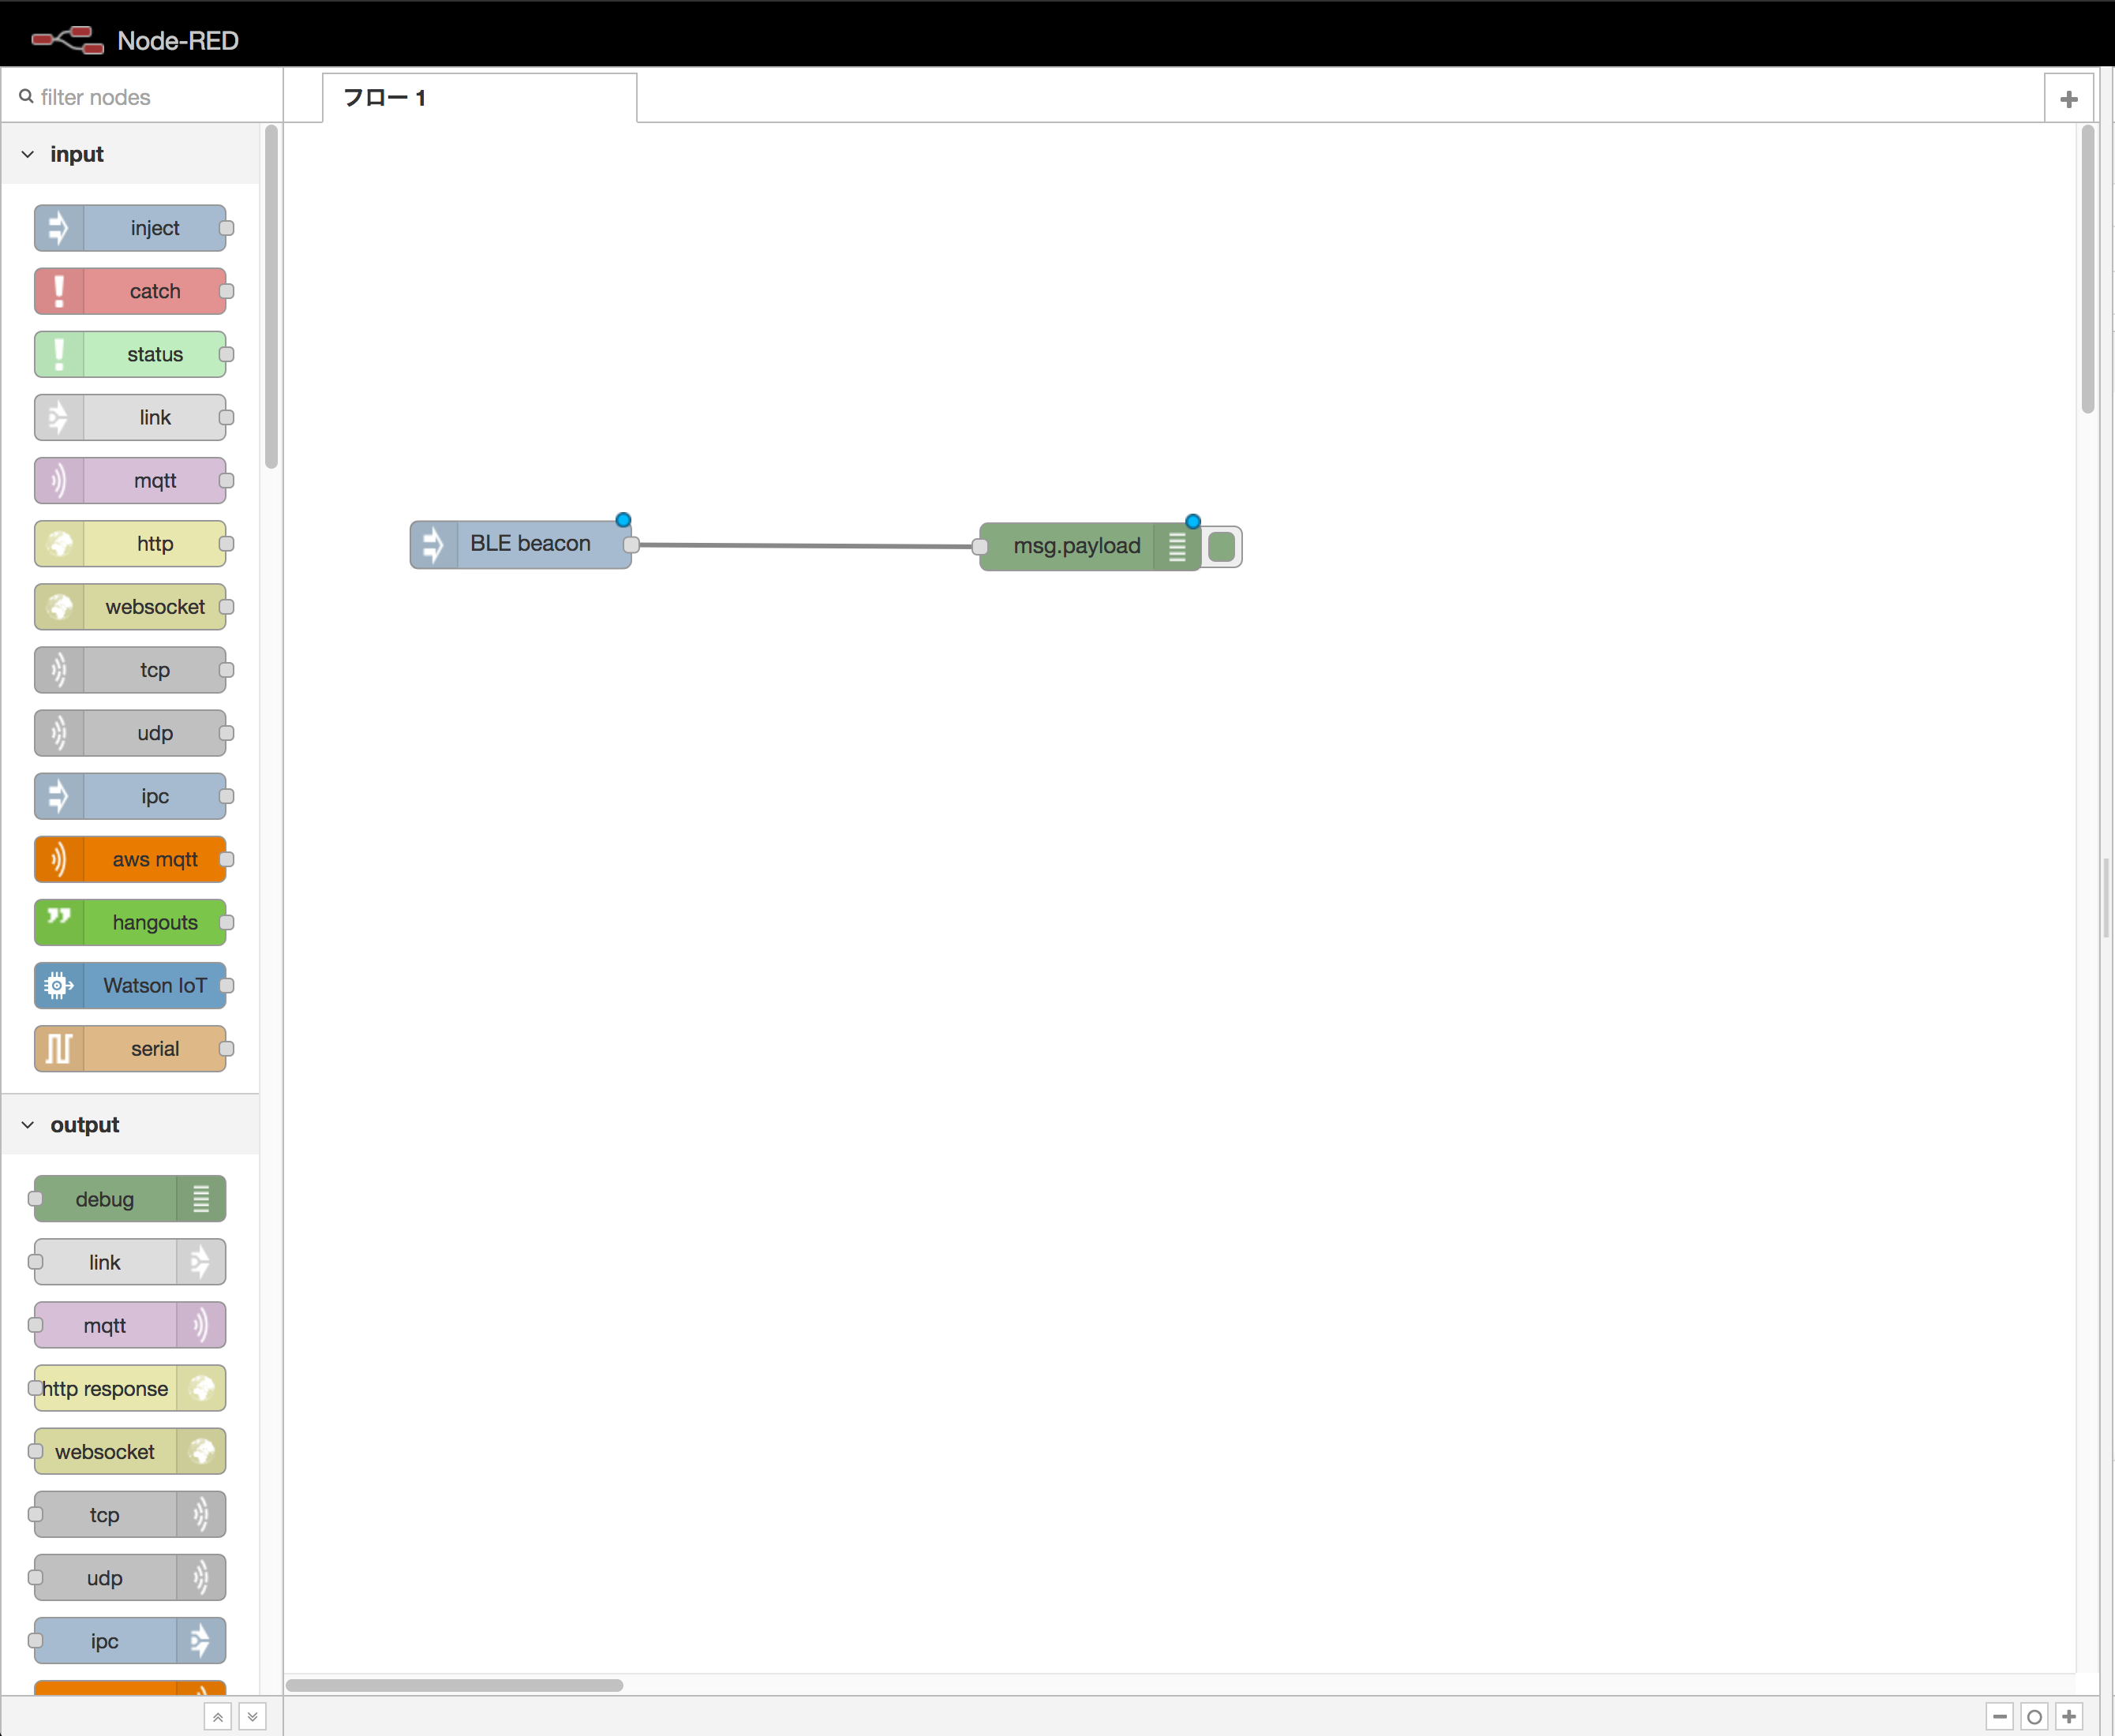 Node-RED
filter nodes
フロー 1
input
inject
catch
status
link
mqtt
http
websocket
tcp
udp
ipc
aws mqtt
hangouts
Watson IoT
serial
output
debug
link
mqtt
http response
websocket
tcp
udp
ipc
BLE beacon
msg.payload